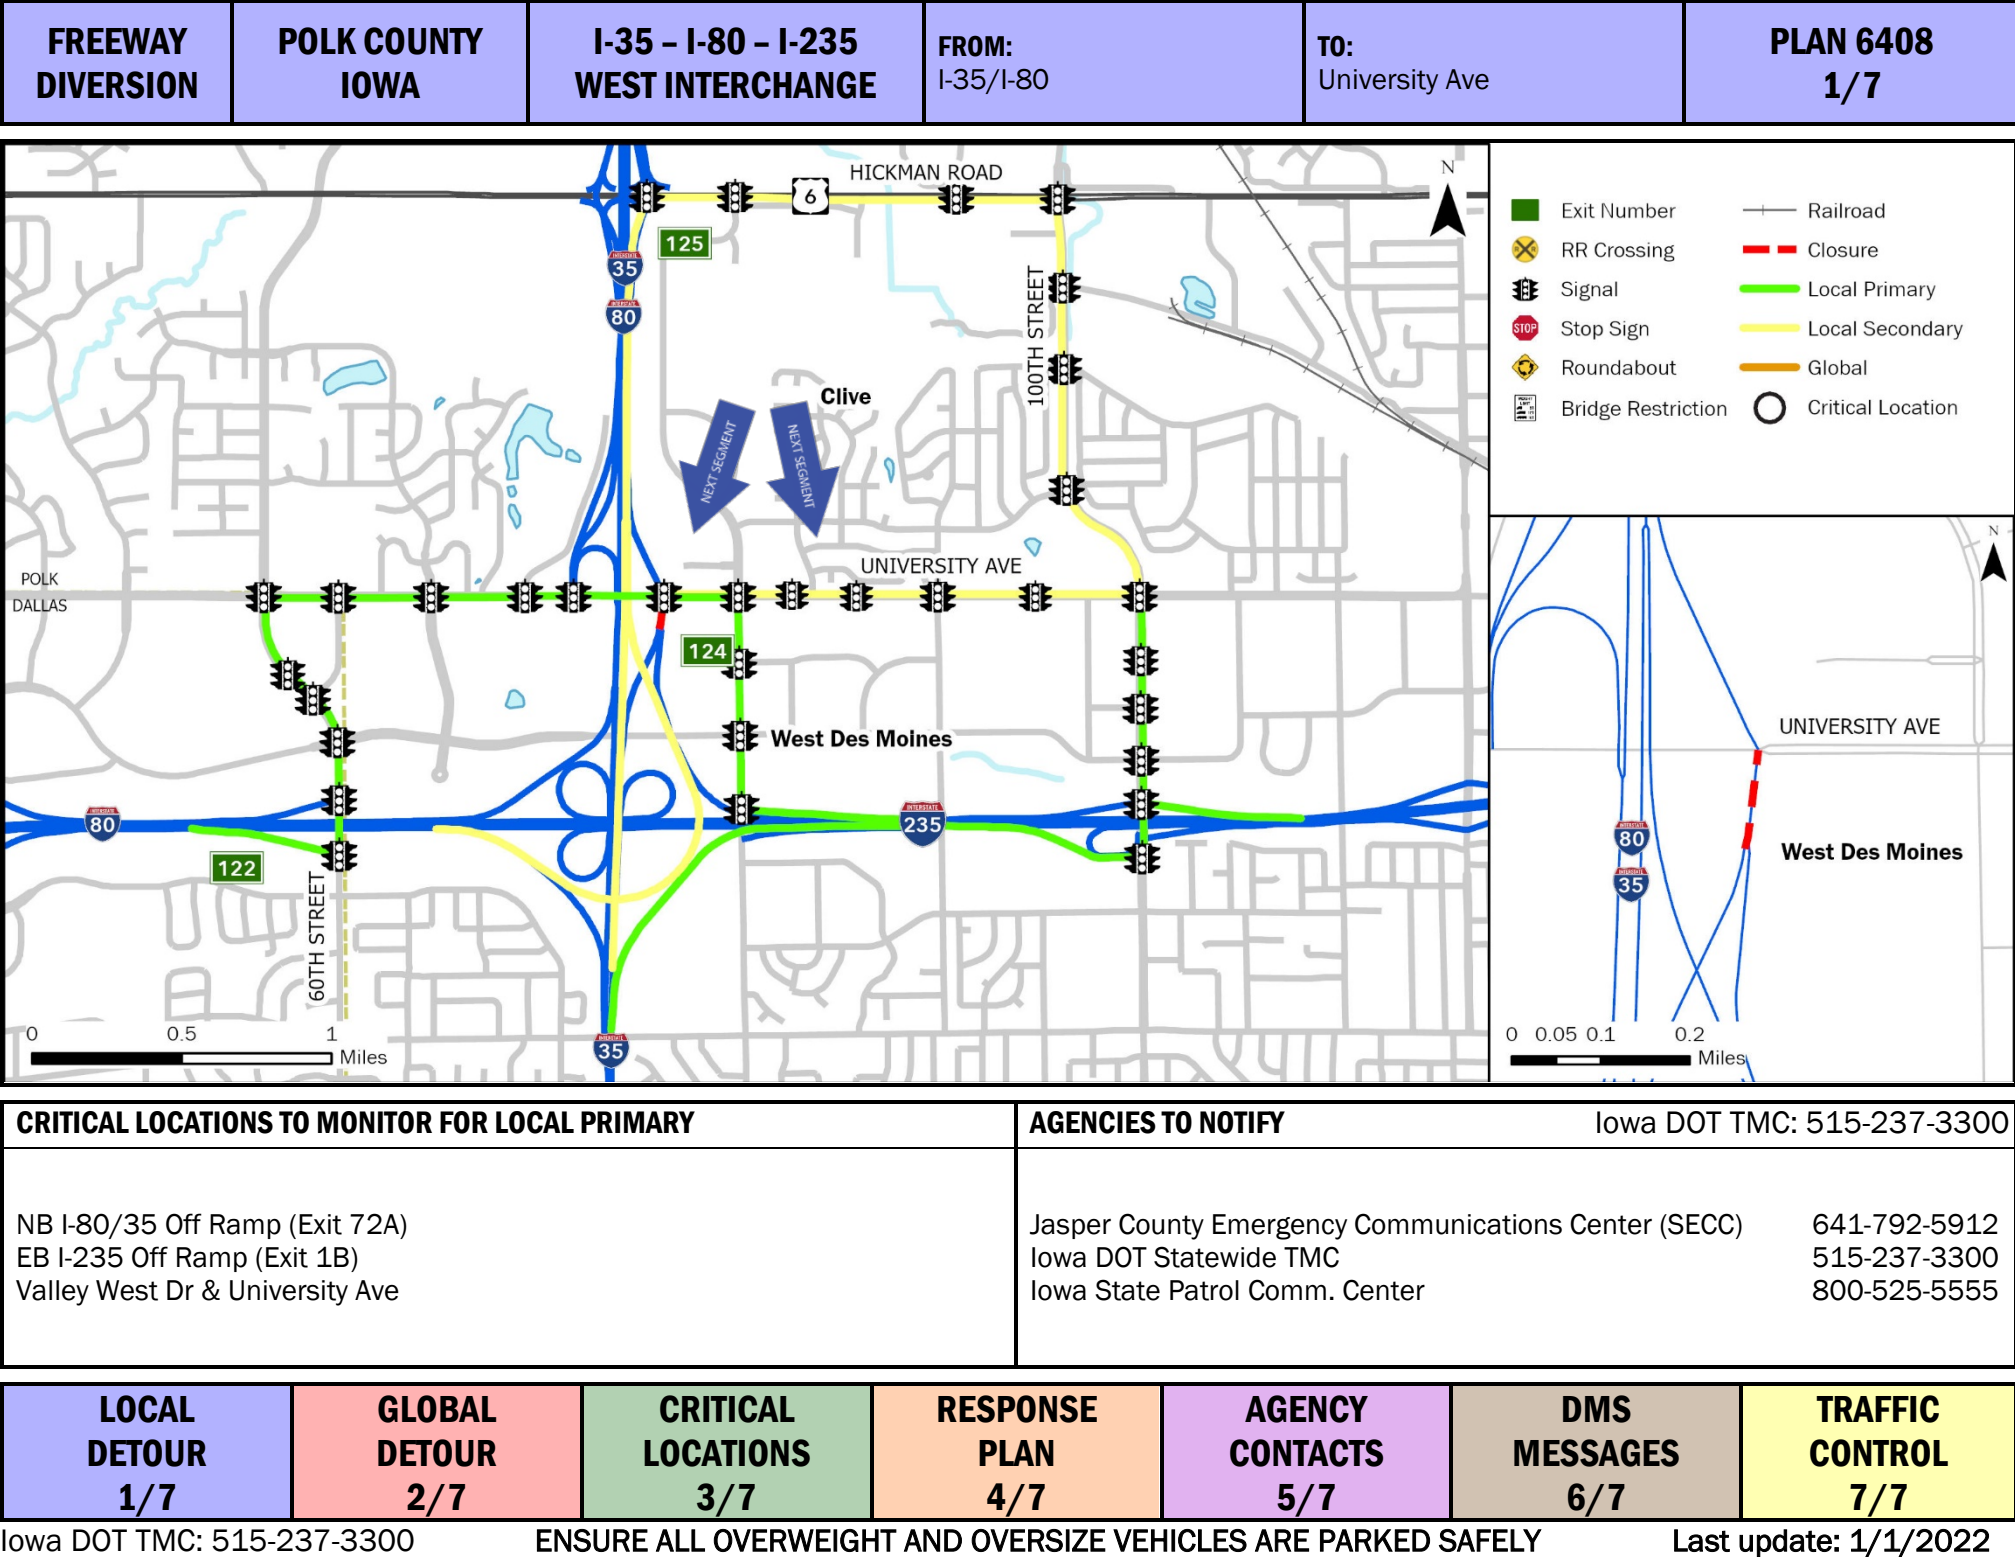 FREEWAY
DIVERSION
POLK COUNTY
IOWA
I-35 – I-80 – I-235
WEST INTERCHANGE
FROM:
I-35/I-80
TO:
University Ave
PLAN 6408
1/7
HICKMAN ROAD
6
N
125
INTERSTATE
35
INTERSTATE
80
100TH STREET
Clive
NEXT SEGMENT
NEXT SEGMENT
UNIVERSITY AVE
POLK
DALLAS
124
West Des Moines
INTERSTATE
80
INTERSTATE
235
122
60TH STREET
INTERSTATE
35
0 0.5 1
Miles
Exit Number
RR Crossing
Signal
STOP
Stop Sign
Roundabout
Bridge Restriction
Railroad
Closure
Local Primary
Local Secondary
Global
Critical Location
N
UNIVERSITY AVE
INTERSTATE
80
INTERSTATE
35
West Des Moines
0 0.05 0.1 0.2
Miles
CRITICAL LOCATIONS TO MONITOR FOR LOCAL PRIMARY
NB I-80/35 Off Ramp (Exit 72A)
EB I-235 Off Ramp (Exit 1B)
Valley West Dr & University Ave
AGENCIES TO NOTIFY Iowa DOT TMC: 515-237-3300
Jasper County Emergency Communications Center (SECC) 641-792-5912
Iowa DOT Statewide TMC 515-237-3300
Iowa State Patrol Comm. Center 800-525-5555
LOCAL
DETOUR
1/7
GLOBAL
DETOUR
2/7
CRITICAL
LOCATIONS
3/7
RESPONSE
PLAN
4/7
AGENCY
CONTACTS
5/7
DMS
MESSAGES
6/7
TRAFFIC
CONTROL
7/7
Iowa DOT TMC: 515-237-3300 ENSURE ALL OVERWEIGHT AND OVERSIZE VEHICLES ARE PARKED SAFELY Last update: 1/1/2022